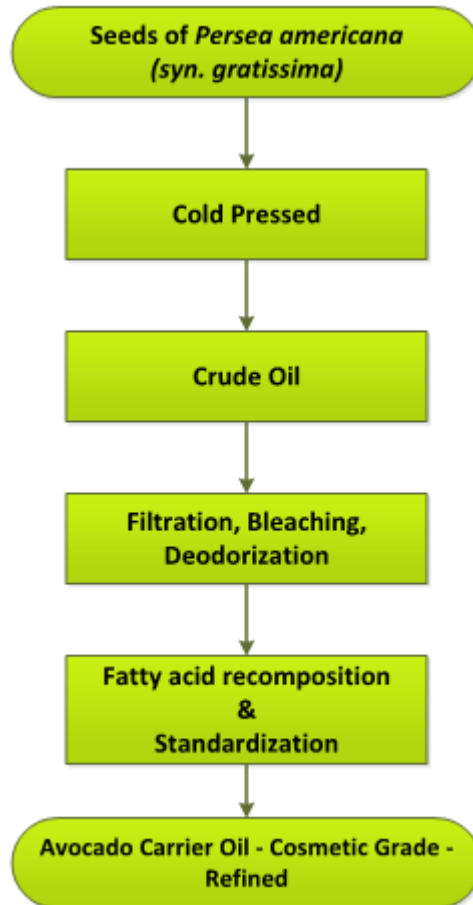 Seeds of Persea americana
(syn. gratissima)
Cold Pressed
Crude Oil
Filtration, Bleaching,
Deodorization
Fatty acid recomposition
&
Standardization
Avocado Carrier Oil - Cosmetic Grade -
Refined